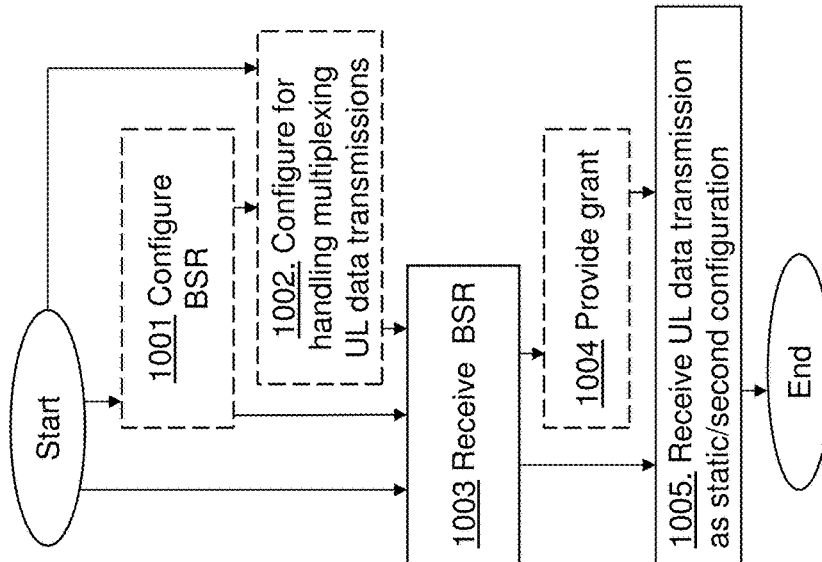 Start
1001 Configure
BSR
1002. Configure for
handling multiplexing
UL data transmissions
1003 Receive BSR
1004 Provide grant
1005. Receive UL data transmission
as static/second configuration
End